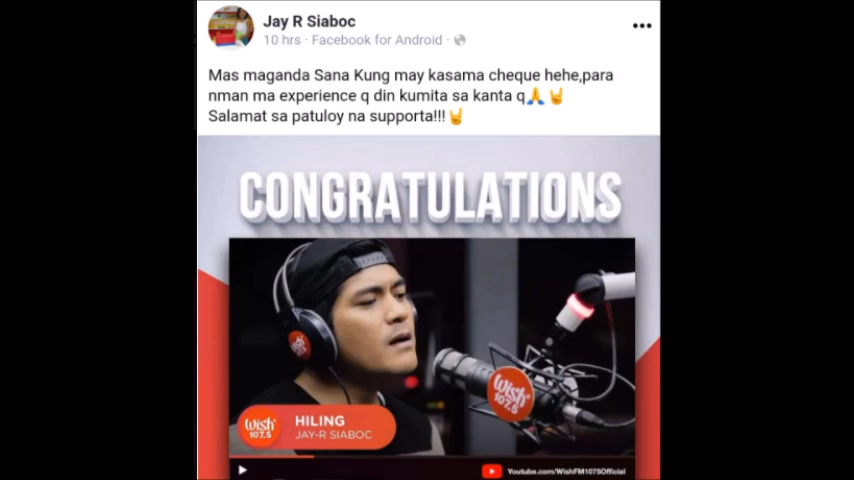 Jay R Siaboc
10 hrs · Facebook for Android ·
Mas maganda Sana Kung may kasama cheque hehe,para
nman ma experience q din kumita sa kanta q🙏🤘
Salamat sa patuloy na supporta!!!🤘
CONGRATULATIONS
Wish
107.5
Wish
107.5
HILING
JAY-R SIABOC
Youtube.com/WishFM1075Official